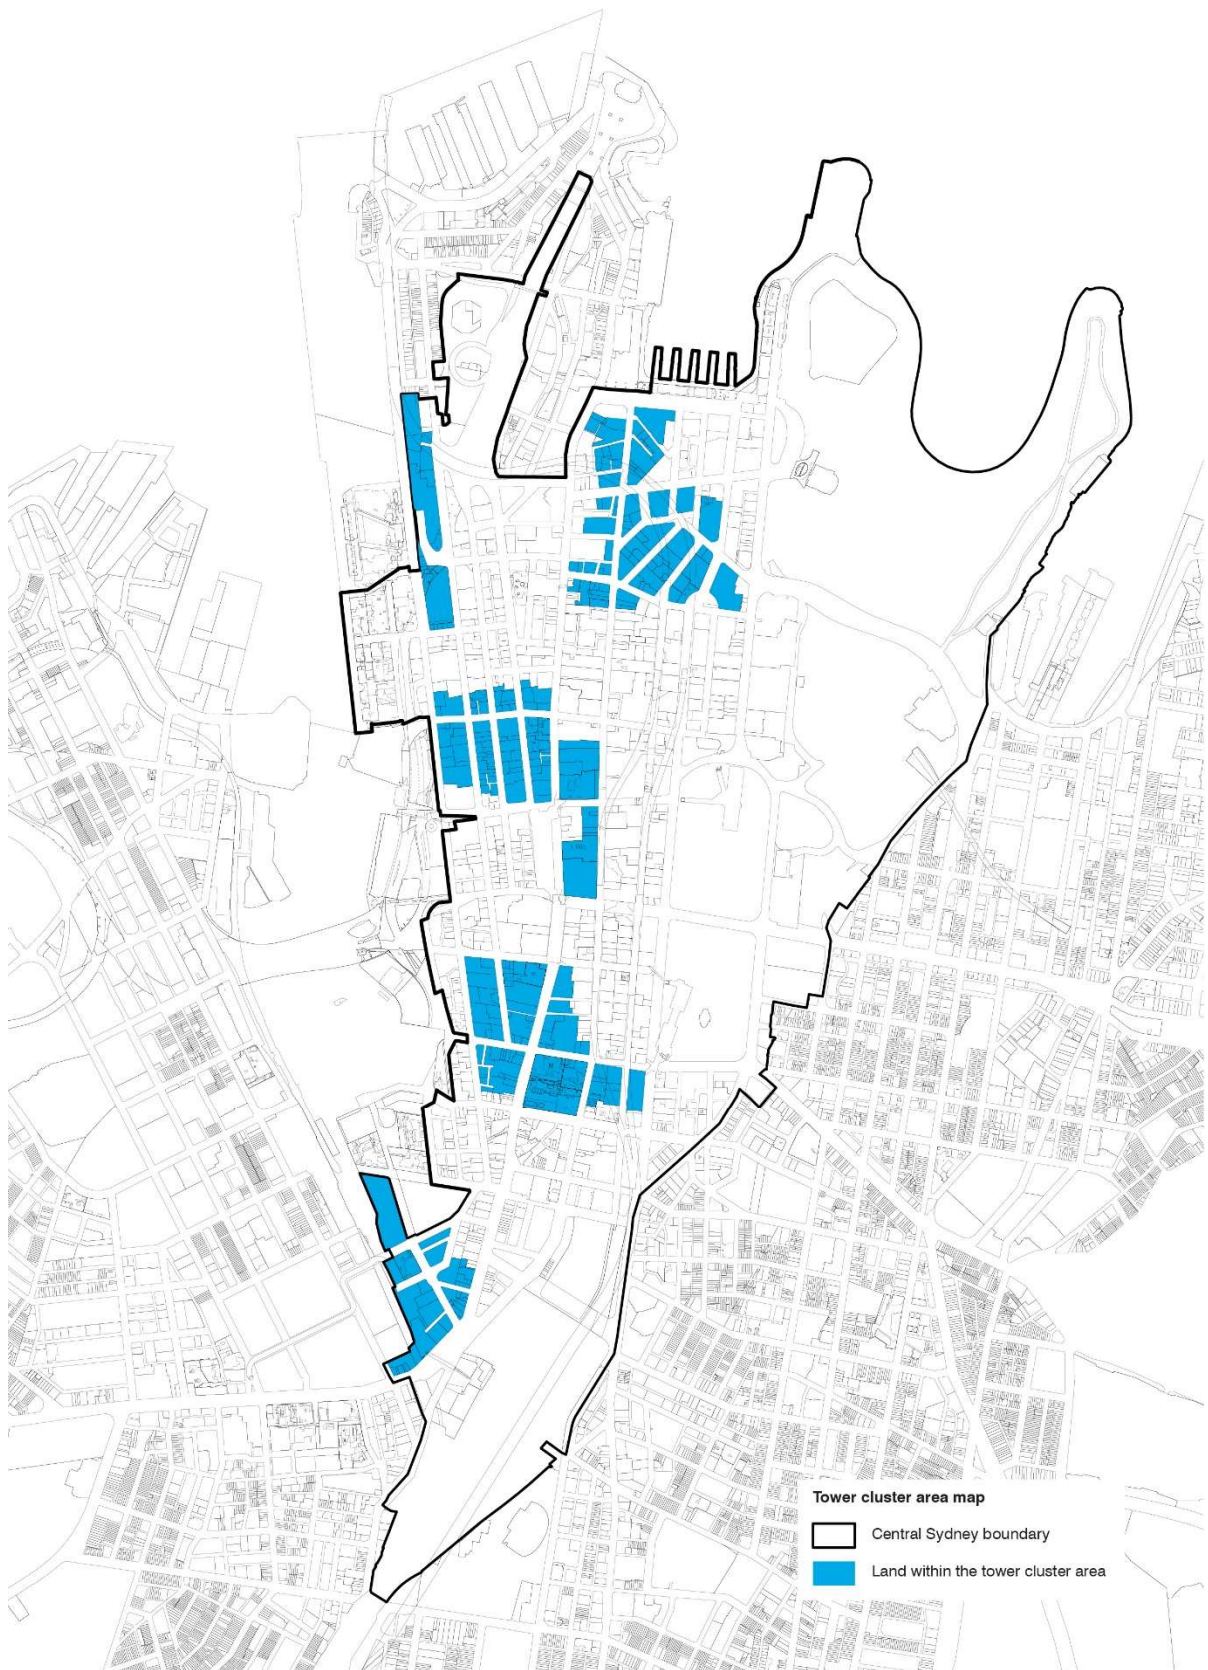 Tower cluster area map
Central Sydney boundary
Land within the tower cluster area